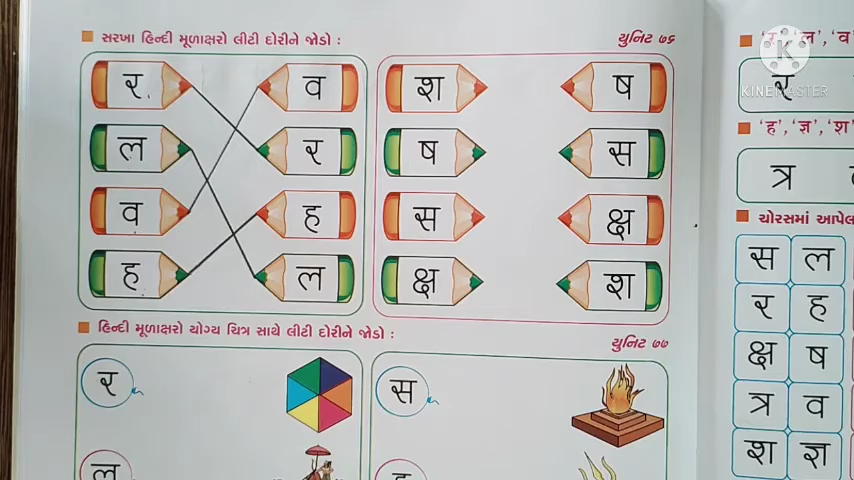 સરખા હિન્દી મૂળાક્ષરો લીટી દોરીને જોડો :
યુનિટ ૭૬
र व
ल र
व ह
ह ल
श ष
ष स
स क्ष
क्ष श
હિન્દી મૂળાક્ષરો યોગ્ય ચિત્ર સાથે લીટી દોરીને જોડો :
યુનિટ ૭૭
र
ल
स
'र', 'ल', 'व
र
'ह', 'ज्ञ', 'श'
त्र
ચોરસમાં આપેલ
स ल
र ह
क्ष ष
त्र व
श ज्ञ
KINEMASTER